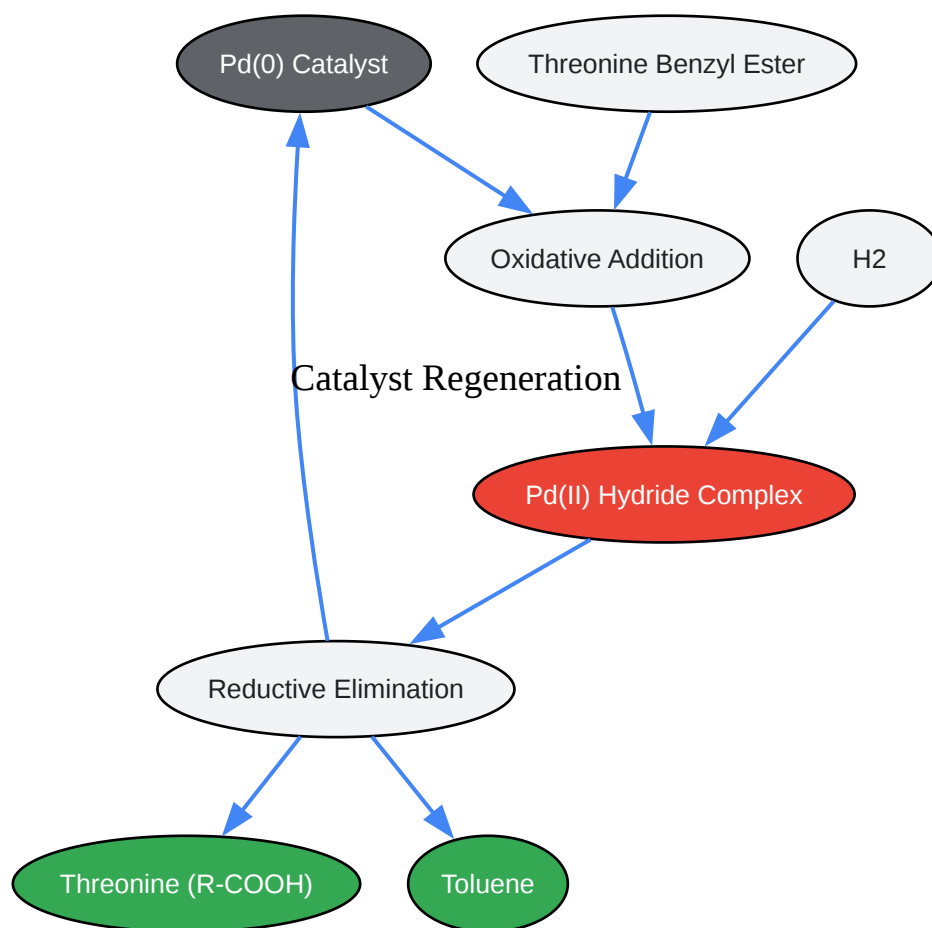 Pd(0) Catalyst
Threonine Benzyl Ester
Oxidative Addition
H2
Catalyst Regeneration
Pd(II) Hydride Complex
Reductive Elimination
Threonine (R-COOH)
Toluene